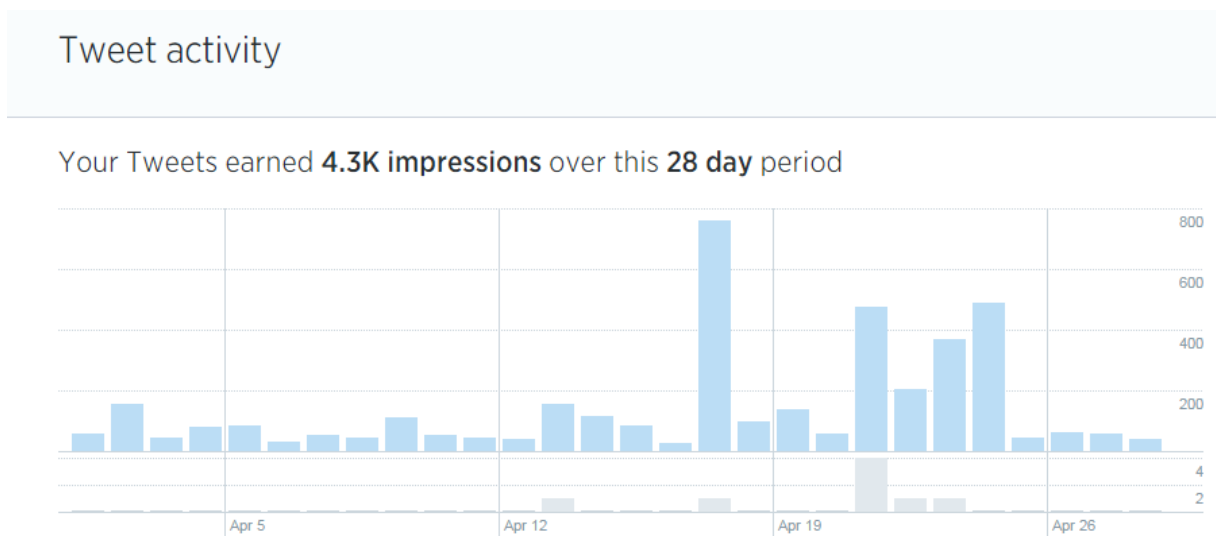 Tweet activity
Your Tweets earned 4.3K impressions over this 28 day period
800
600
400
200
4
2
Apr 5
Apr 12
Apr 19
Apr 26